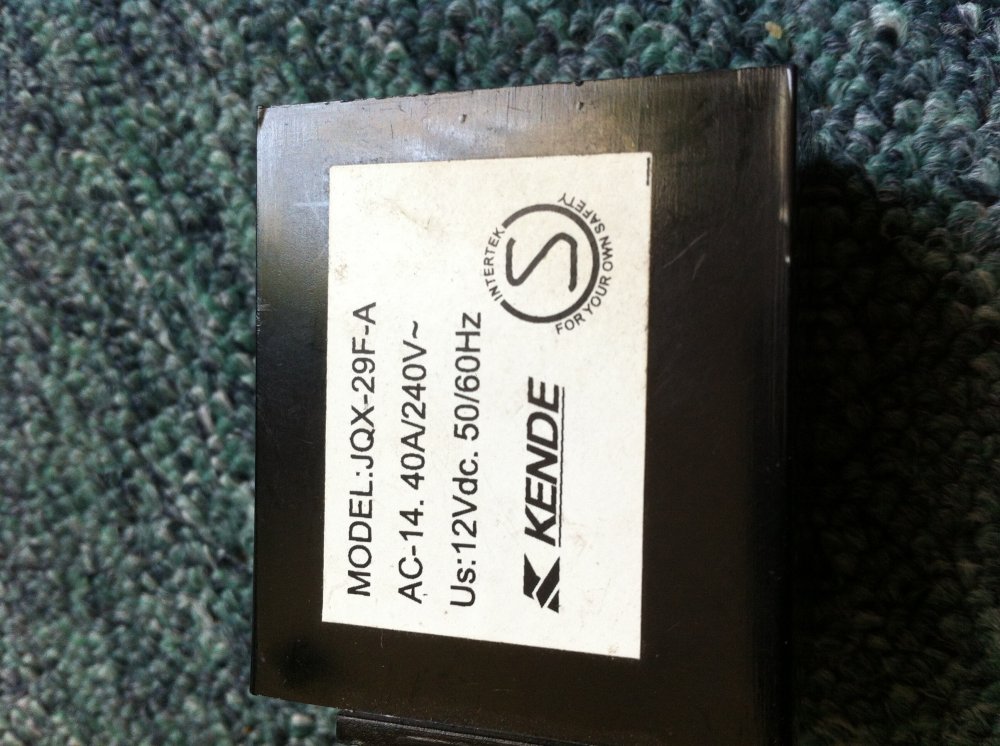 MODEL:JQX-29F-A
AC-14. 40A/240V~
Us:12Vdc. 50/60Hz
KENDE
INTERTEK
S
FOR YOUR OWN SAFETY